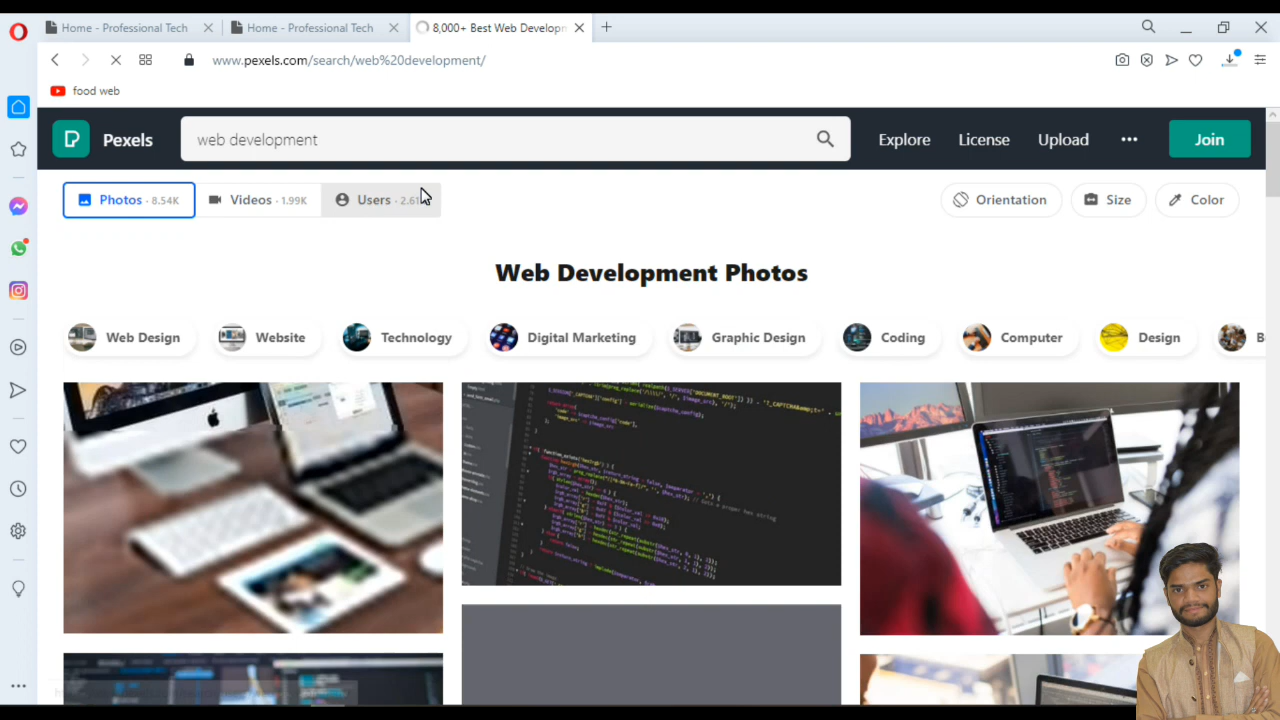 Home - Professional Tech
Home - Professional Tech
8,000+ Best Web Developm
www.pexels.com/search/web%20development/
food web
Pexels
web development
Explore
License
Upload
Join
Photos · 8.54K
Videos · 1.99K
Users · 2.61
Orientation
Size
Color
Web Development Photos
Web Design
Website
Technology
Digital Marketing
Graphic Design
Coding
Computer
Design